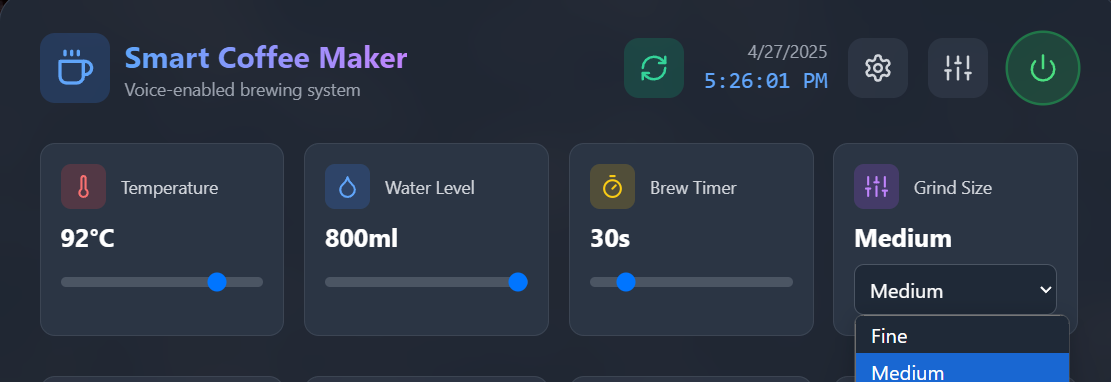 Smart Coffee Maker
Voice-enabled brewing system
4/27/2025
5:26:01 PM
Temperature
92°C
Water Level
800ml
Brew Timer
30s
Grind Size
Medium
Medium
Fine
Medium